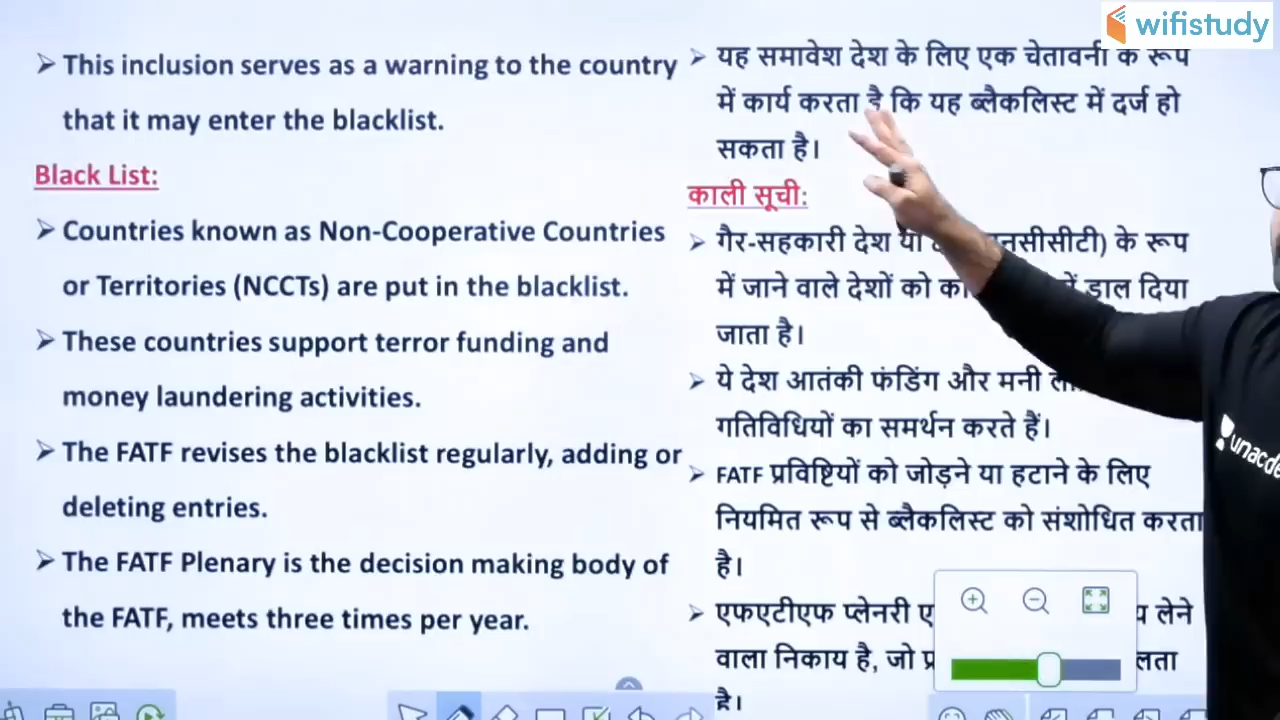 wifistudy
➢ This inclusion serves as a warning to the country
that it may enter the blacklist.
Black List:
➢ Countries known as Non-Cooperative Countries
or Territories (NCCTs) are put in the blacklist.
➢ These countries support terror funding and
money laundering activities.
➢ The FATF revises the blacklist regularly, adding or
deleting entries.
➢ The FATF Plenary is the decision making body of
the FATF, meets three times per year.
➢ यह समावेश देश के लिए एक चेतावनी के रूप
में कार्य करता है कि यह ब्लैकलिस्ट में दर्ज हो
सकता है।
काली सूची:
➢ गैर-सहकारी देश या नसीसीटी) के रूप
में जाने वाले देशों को डाल दिया
जाता है।
➢ ये देश आतंकी फंडिंग और मनी
गतिविधियों का समर्थन करते हैं।
➢ FATF प्रविष्टियों को जोड़ने या हटाने के लिए
नियमित रूप से ब्लैकलिस्ट को संशोधित करता
है।
➢ एफएटीएफ प्लेनरी लेने
वाला निकाय है, जो
है।
unacade